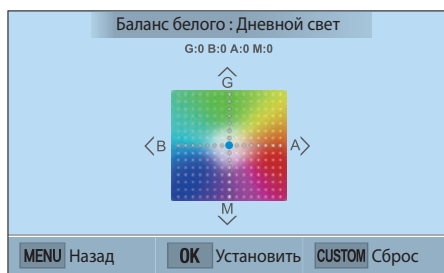 Баланс белого : Дневной свет
G:0 B:0 A:0 M:0
G
B A
M
MENU Назад OK Установить CUSTOM Сброс